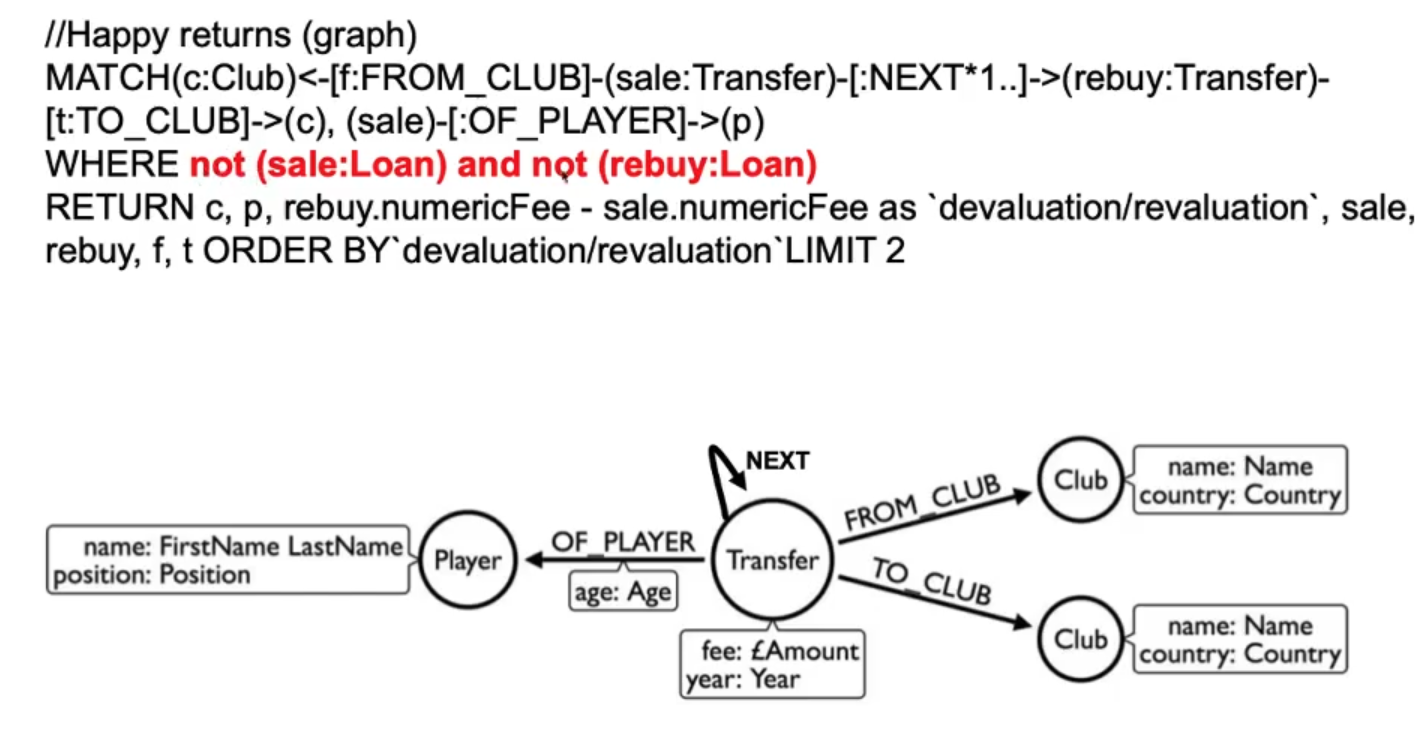 //Happy returns (graph)
MATCH(c:Club)<-[f:FROM_CLUB]-(sale:Transfer)-[:NEXT*1..]->(rebuy:Transfer)-
[t:TO_CLUB]->(c), (sale)-[:OF_PLAYER]->(p)
WHERE not (sale:Loan) and not (rebuy:Loan)
RETURN c, p, rebuy.numericFee - sale.numericFee as `devaluation/revaluation`, sale,
rebuy, f, t ORDER BY`devaluation/revaluation`LIMIT 2
NEXT
name: FirstName LastName
position: Position
Player
OF_PLAYER
age: Age
Transfer
fee: £Amount
year: Year
FROM_CLUB
Club
name: Name
country: Country
TO_CLUB
Club
name: Name
country: Country